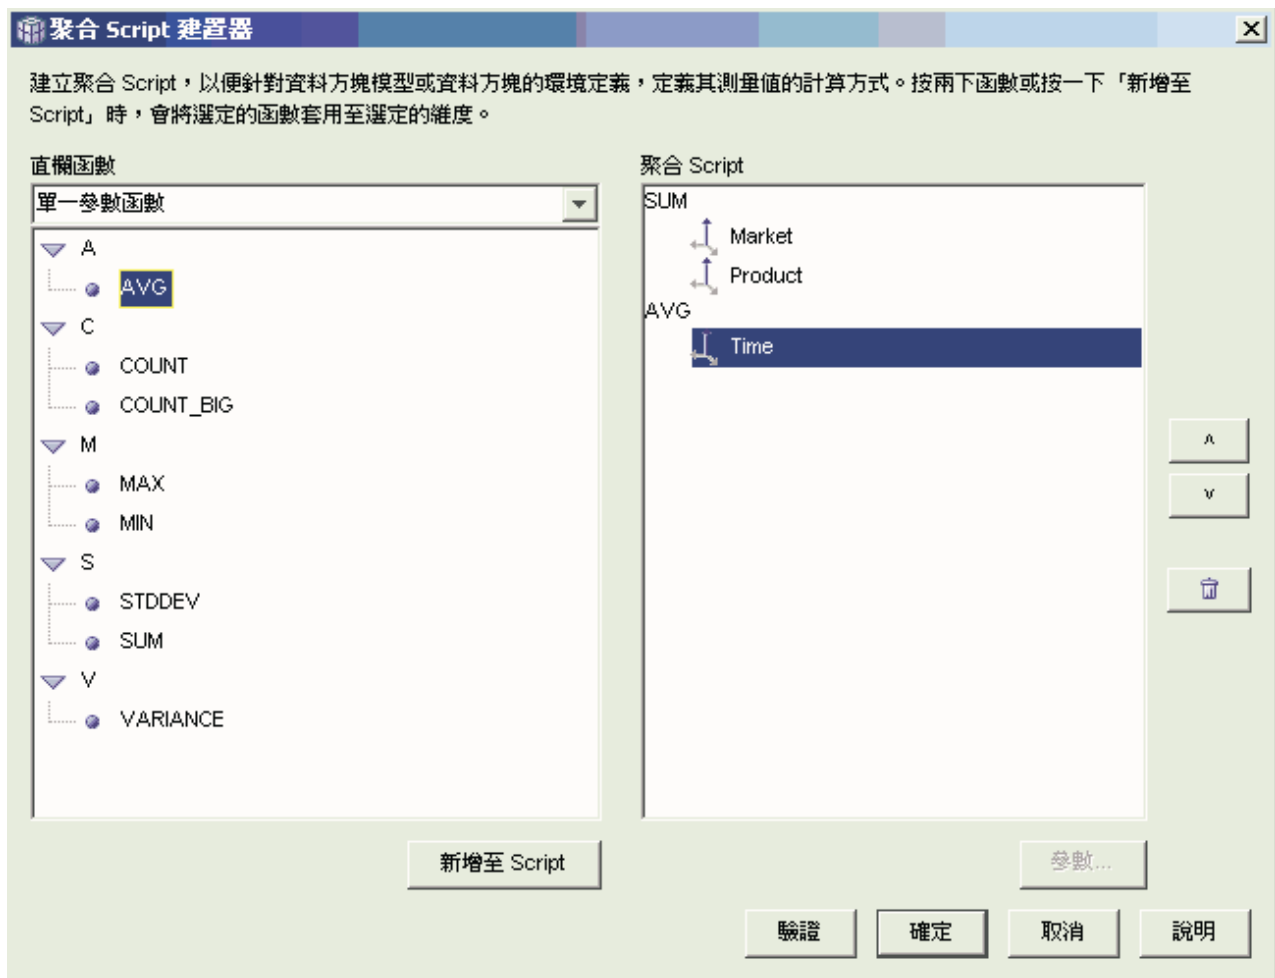 聚合 Script 建置器
建立聚合 Script，以便針對資料方塊模型或資料方塊的環境定義，定義其測量值的計算方式。按兩下函數或按一下「新增至
Script」時，會將選定的函數套用至選定的維度。
直欄函數
單一參數函數
A
AVG
C
COUNT
COUNT_BIG
M
MAX
MIN
S
STDDEV
SUM
V
VARIANCE
新增至 Script
聚合 Script
SUM
Market
Product
AVG
Time
參數...
驗證
確定
取消
說明